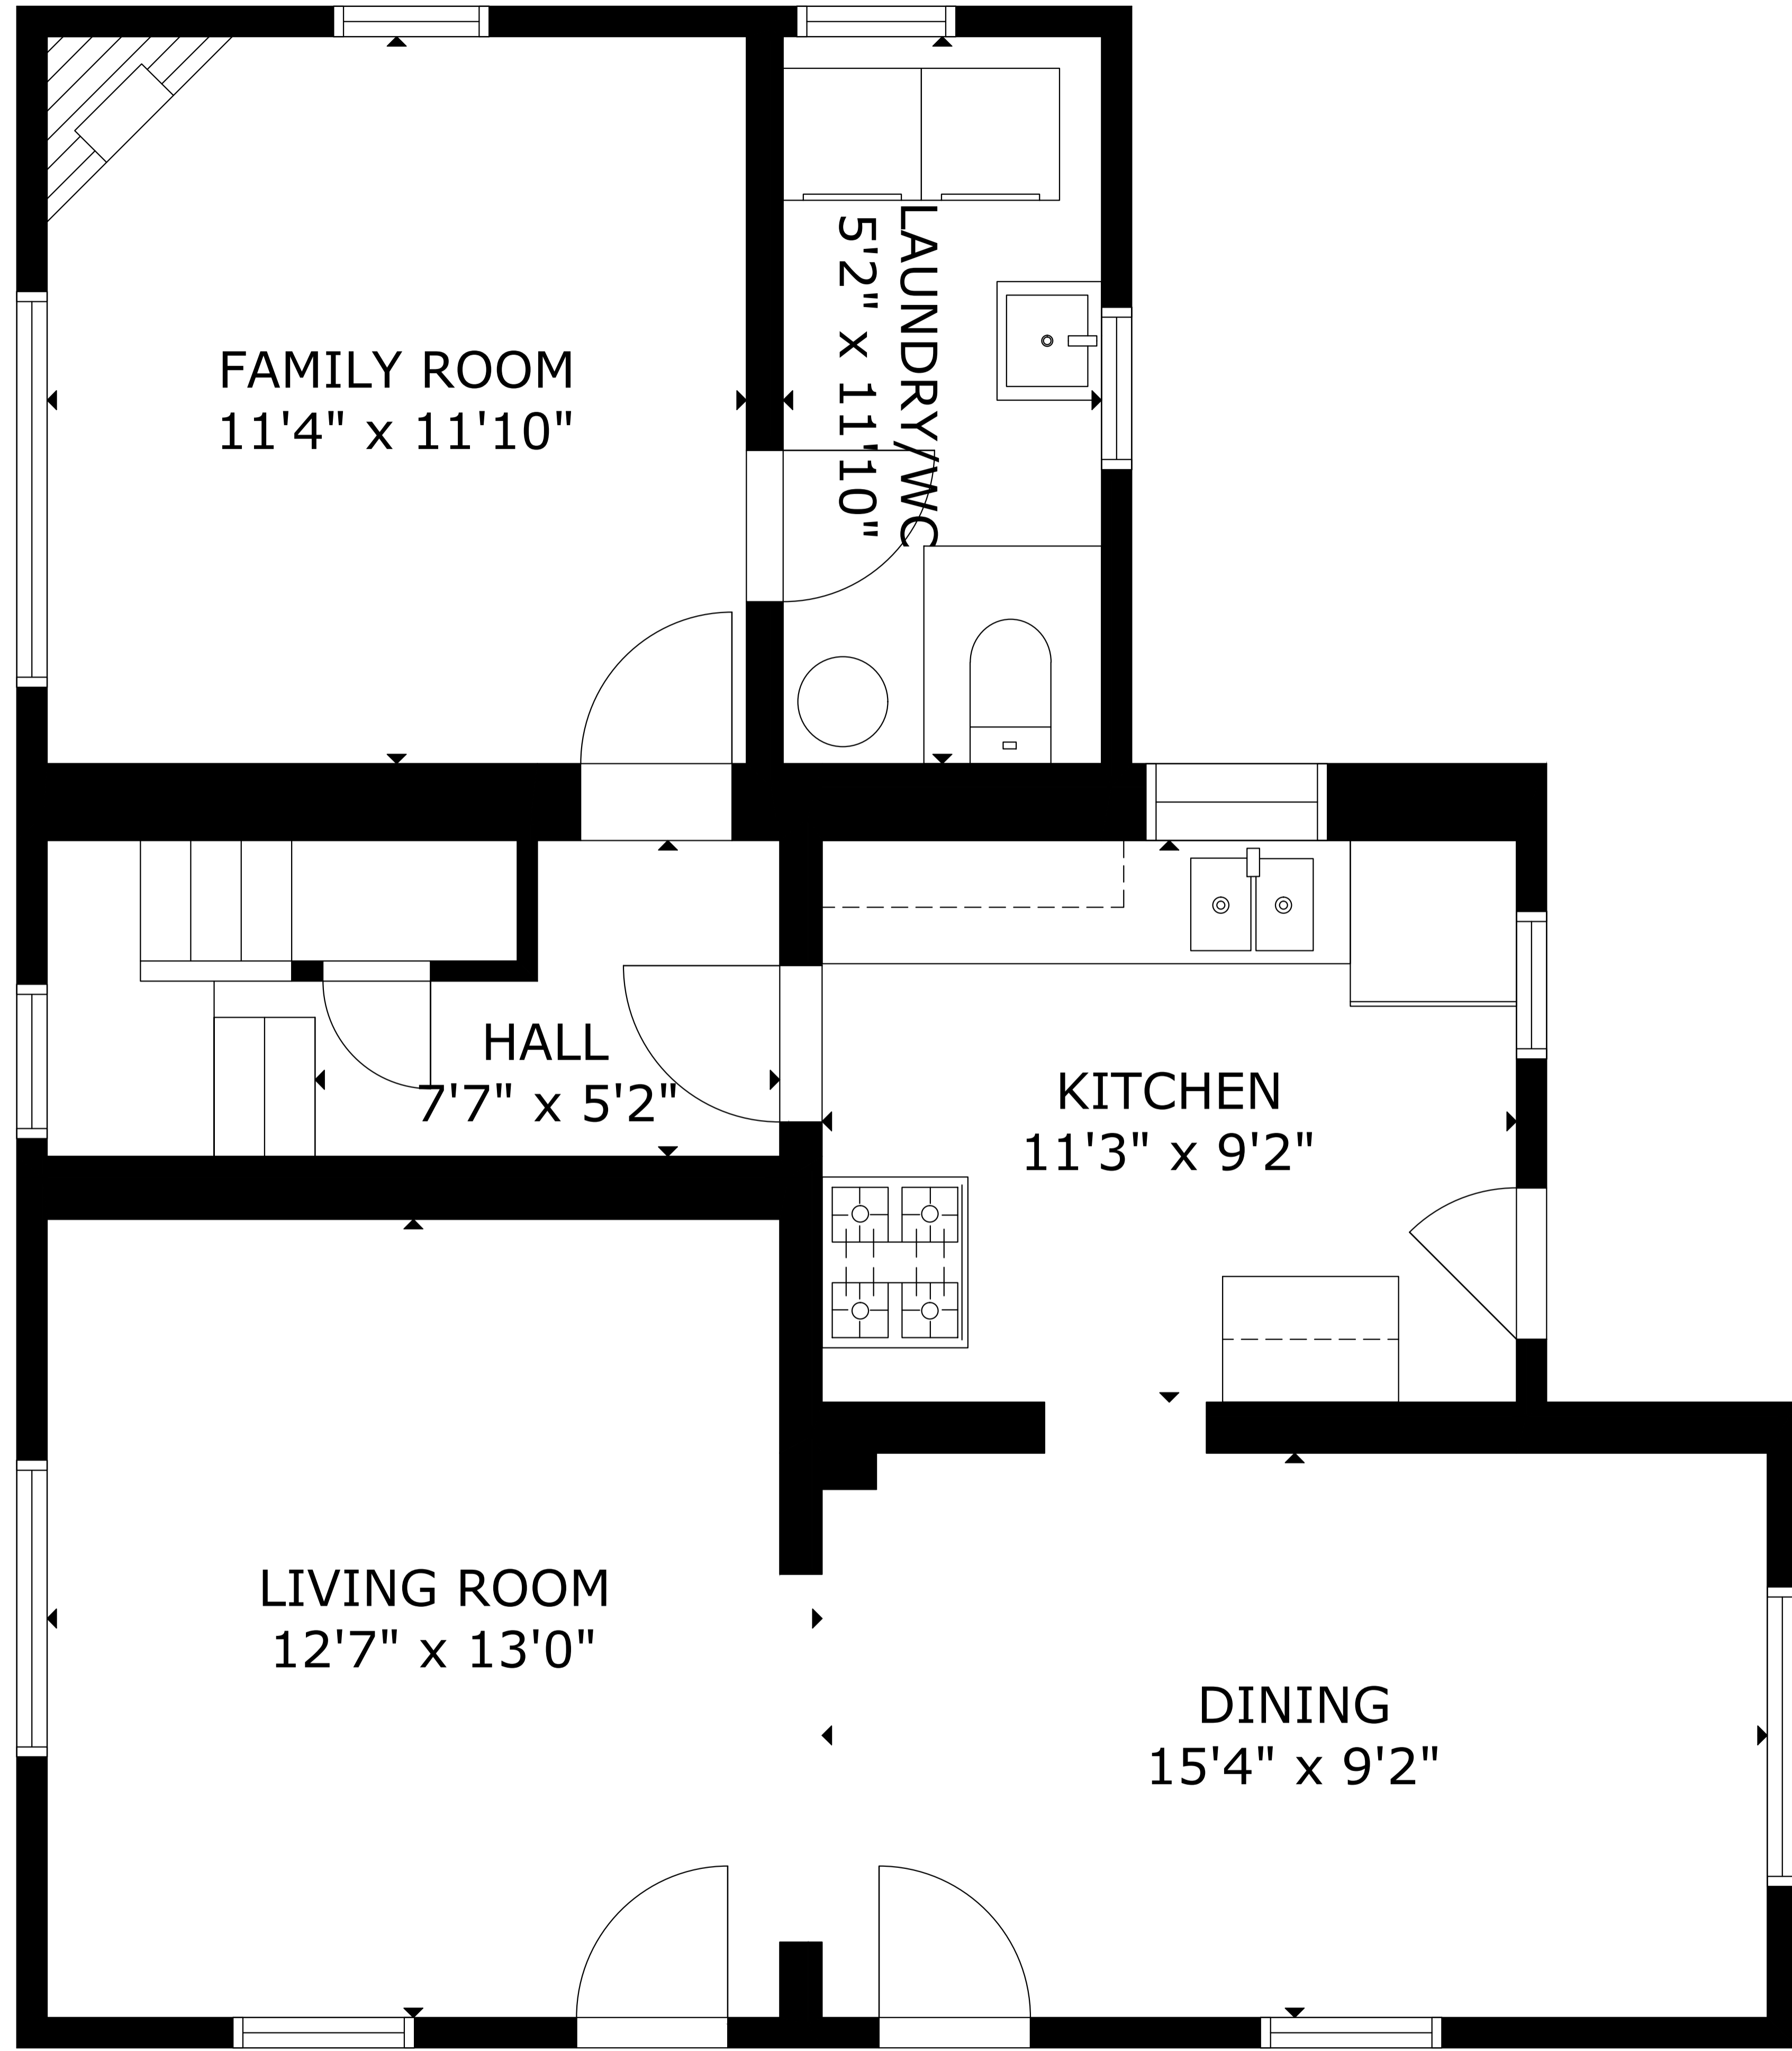 FAMILY ROOM
11'4" x 11'10"
LAUNDRY/WC
5'2" x 11'10"
HALL
7'7" x 5'2"
KITCHEN
11'3" x 9'2"
LIVING ROOM
12'7" x 13'0"
DINING
15'4" x 9'2"